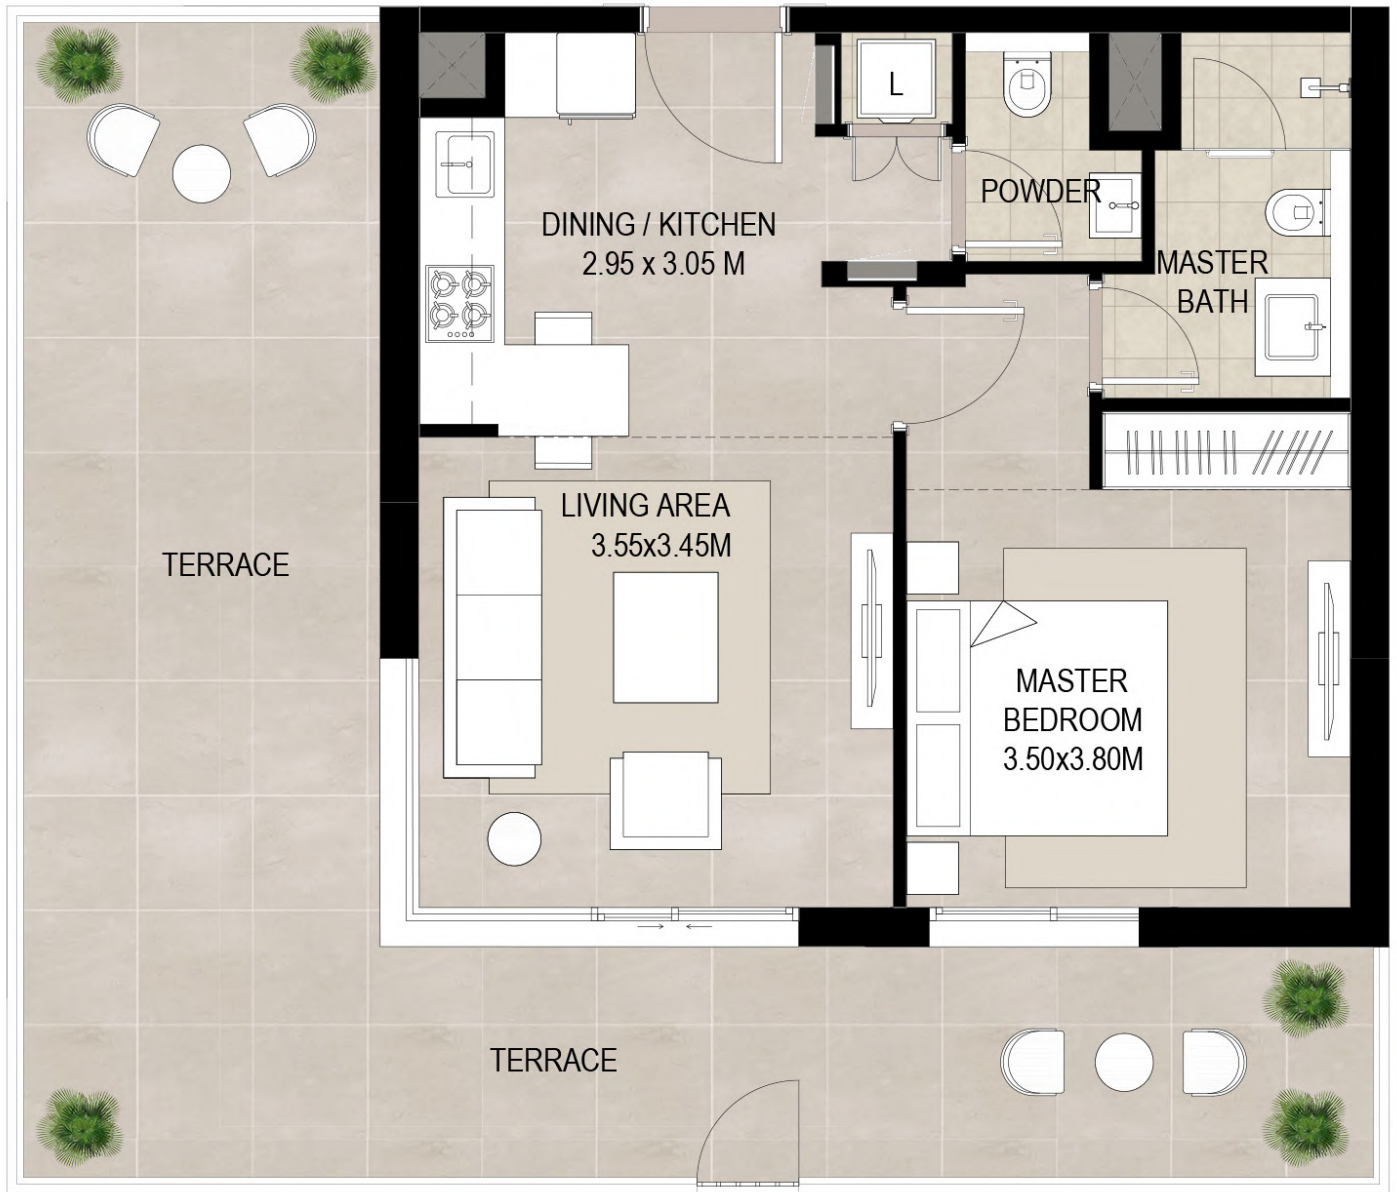 L
POWDER
DINING / KITCHEN
2.95 x 3.05 M
MASTER
BATH
LIVING AREA
3.55x3.45M
TERRACE
MASTER
BEDROOM
3.50x3.80M
TERRACE